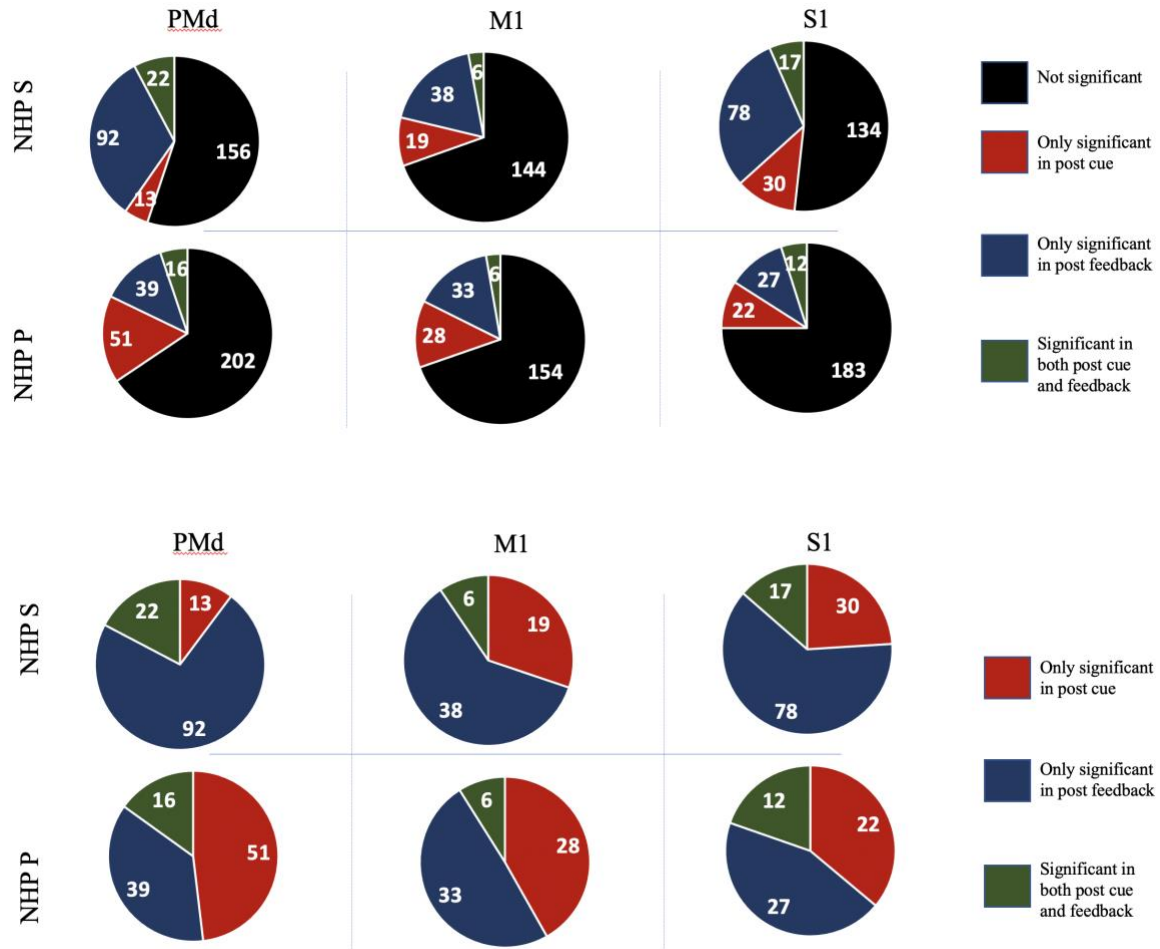 PMd
M1
S1
NHP S
22
92
13
156
6
38
19
144
17
78
30
134
Not significant
Only significant
in post cue
Only significant
in post feedback
Significant in
both post cue
and feedback
NHP P
16
39
51
202
6
33
28
154
12
27
22
183
PMd
M1
S1
NHP S
22
13
92
6
19
38
17
30
78
NHP P
16
51
39
6
28
33
12
22
27
Only significant
in post cue
Only significant
in post feedback
Significant in
both post cue
and feedback